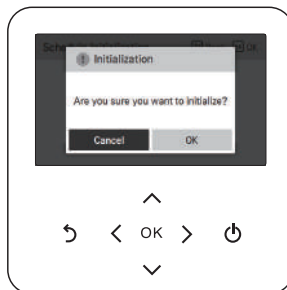 Initialization
Are you sure you want to initialize?
Cancel
OK
OK